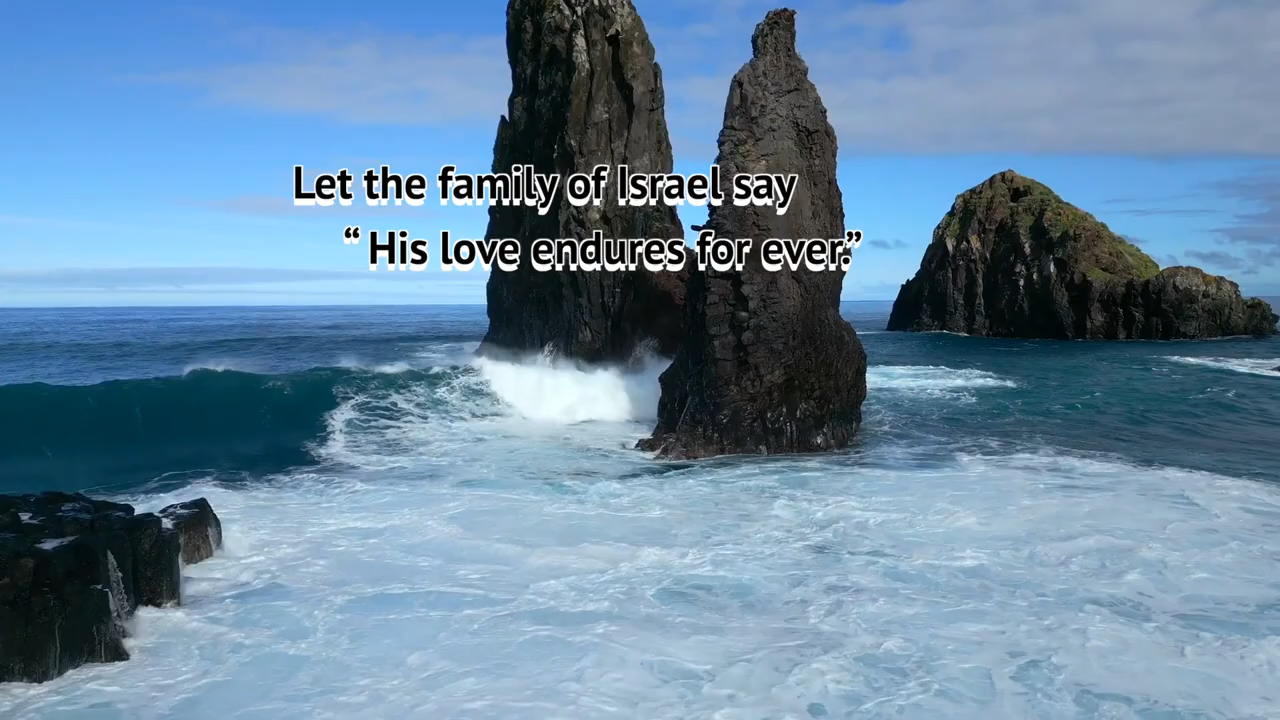 Let the family of Israel say
“ His love endures for ever.”